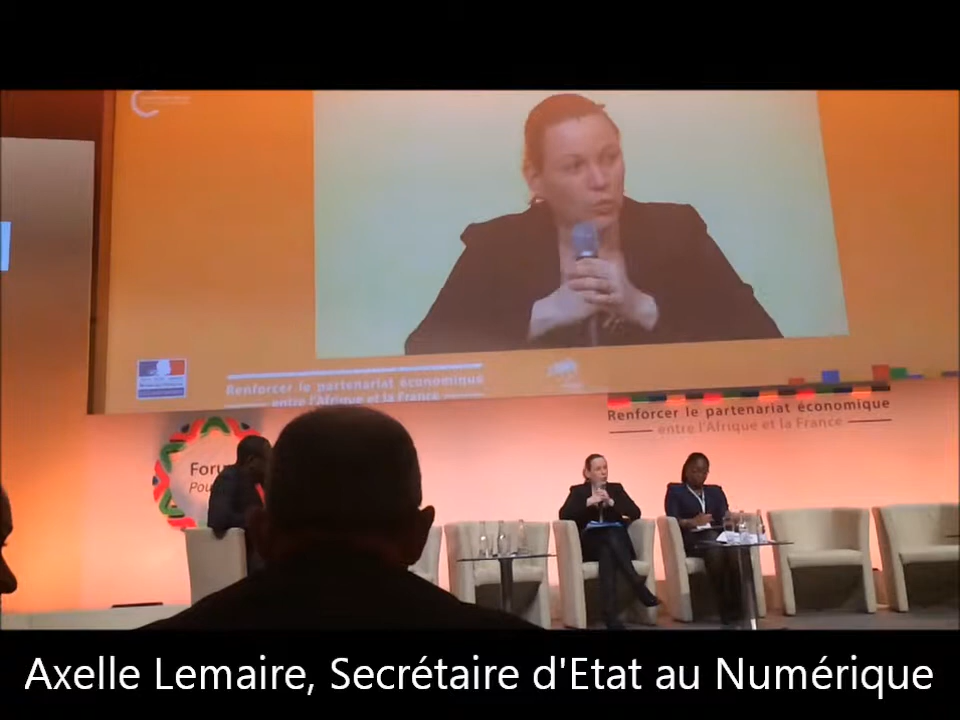 Renforcer le partenariat économique
entre l'Afrique et la France
Renforcer le partenariat économique
entre l'Afrique et la France
Axelle Lemaire, Secrétaire d'Etat au Numérique